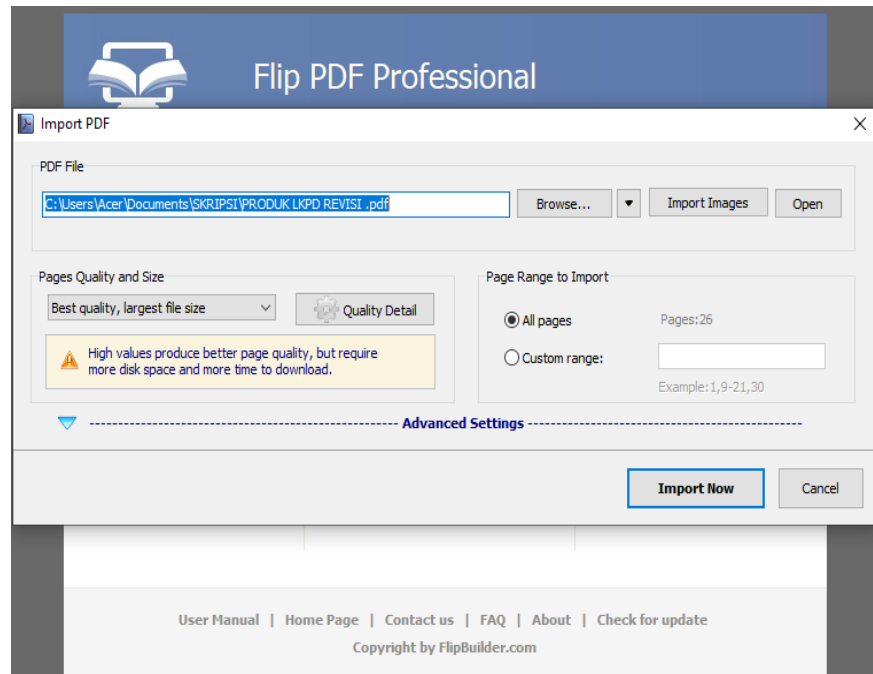 Flip PDF Professional
Import PDF
PDF File
C:\Users\Acer\Documents\SKRIPSI\PRODUK LKPD REVISI .pdf
Browse... Import Images Open
Pages Quality and Size
Best quality, largest file size Quality Detail
High values produce better page quality, but require
more disk space and more time to download.
Page Range to Import
All pages Pages:26
Custom range:
Example:1,9-21,30
Advanced Settings
Import Now Cancel
User Manual | Home Page | Contact us | FAQ | About | Check for update
Copyright by FlipBuilder.com